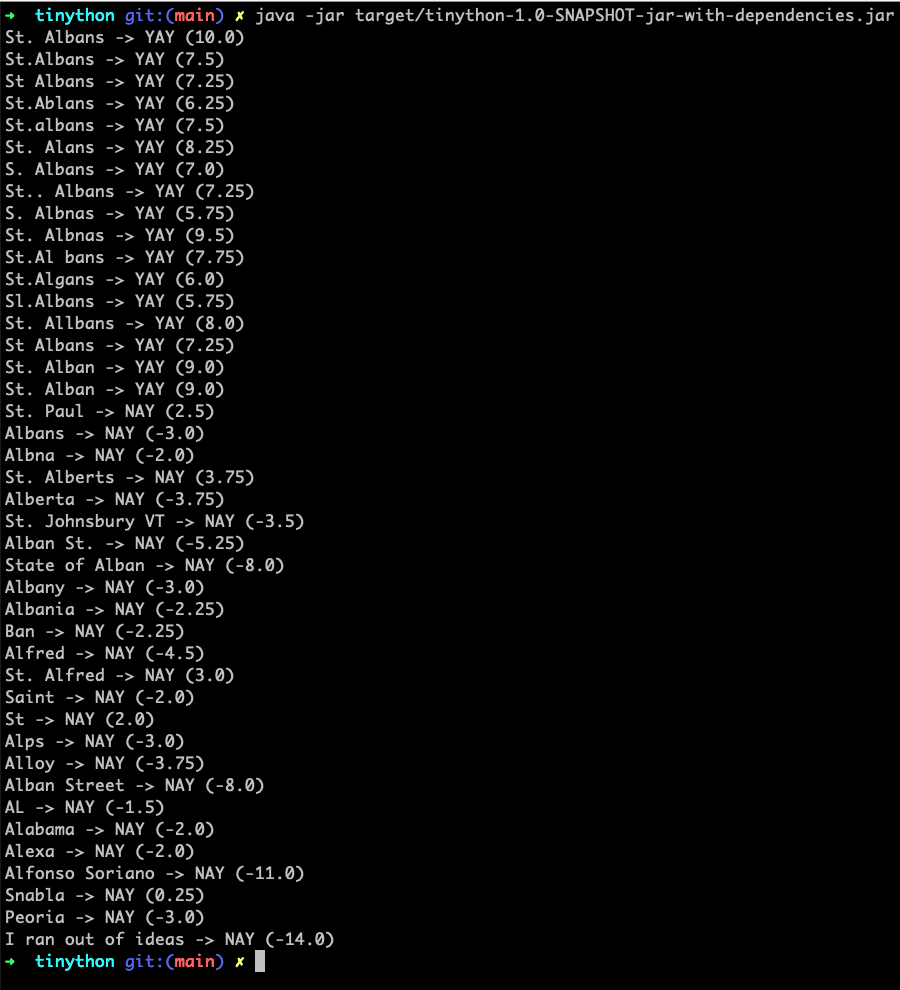 ➜  tinython git:(main) ✗ java -jar target/tinython-1.0-SNAPSHOT-jar-with-dependencies.jar
St. Albans -> YAY (10.0)
St.Albans -> YAY (7.5)
St Albans -> YAY (7.25)
St.Ablans -> YAY (6.25)
St.albans -> YAY (7.5)
St. Alans -> YAY (8.25)
S. Albans -> YAY (7.0)
St.. Albans -> YAY (7.25)
S. Albnas -> YAY (5.75)
St. Albnas -> YAY (9.5)
St.Al bans -> YAY (7.75)
St.Algans -> YAY (6.0)
Sl.Albans -> YAY (5.75)
St. Allbans -> YAY (8.0)
St Albans -> YAY (7.25)
St. Alban -> YAY (9.0)
St. Alban -> YAY (9.0)
St. Paul -> NAY (2.5)
Albans -> NAY (-3.0)
Albna -> NAY (-2.0)
St. Alberts -> NAY (3.75)
Alberta -> NAY (-3.75)
St. Johnsbury VT -> NAY (-3.5)
Alban St. -> NAY (-5.25)
State of Alban -> NAY (-8.0)
Albany -> NAY (-3.0)
Albania -> NAY (-2.25)
Ban -> NAY (-2.25)
Alfred -> NAY (-4.5)
St. Alfred -> NAY (3.0)
Saint -> NAY (-2.0)
St -> NAY (2.0)
Alps -> NAY (-3.0)
Alloy -> NAY (-3.75)
Alban Street -> NAY (-8.0)
AL -> NAY (-1.5)
Alabama -> NAY (-2.0)
Alexa -> NAY (-2.0)
Alfonso Soriano -> NAY (-11.0)
Snabla -> NAY (0.25)
Peoria -> NAY (-3.0)
I ran out of ideas -> NAY (-14.0)
➜  tinython git:(main) ✗